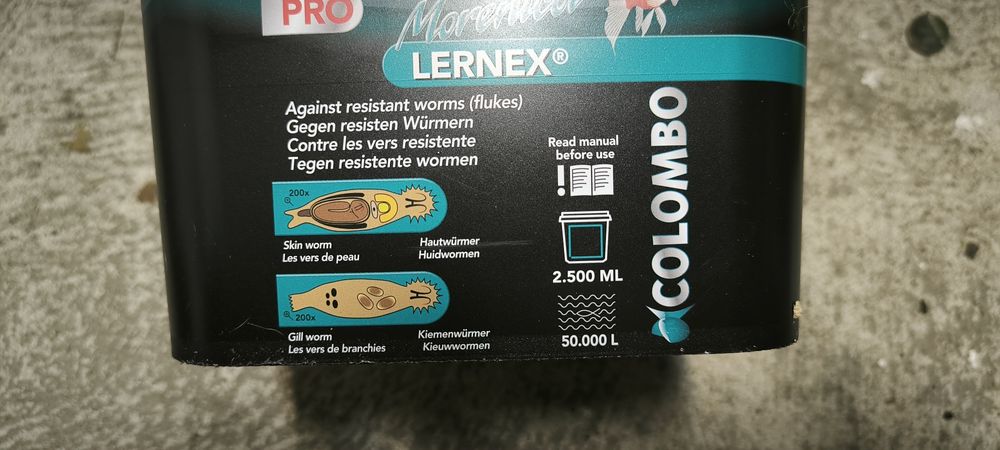 PRO
Morenicol
LERNEX®
Against resistant worms (flukes)
Gegen resisten Würmern
Contre les vers resistente
Tegen resistente wormen
Read manual
before use
!
200x
Skin worm
Les vers de peau
Hautwürmer
Huidwormen
2.500 ML
200x
Gill worm
Les vers de branchies
Kiemenwürmer
Kieuwwormen
50.000 L
COLOMBO